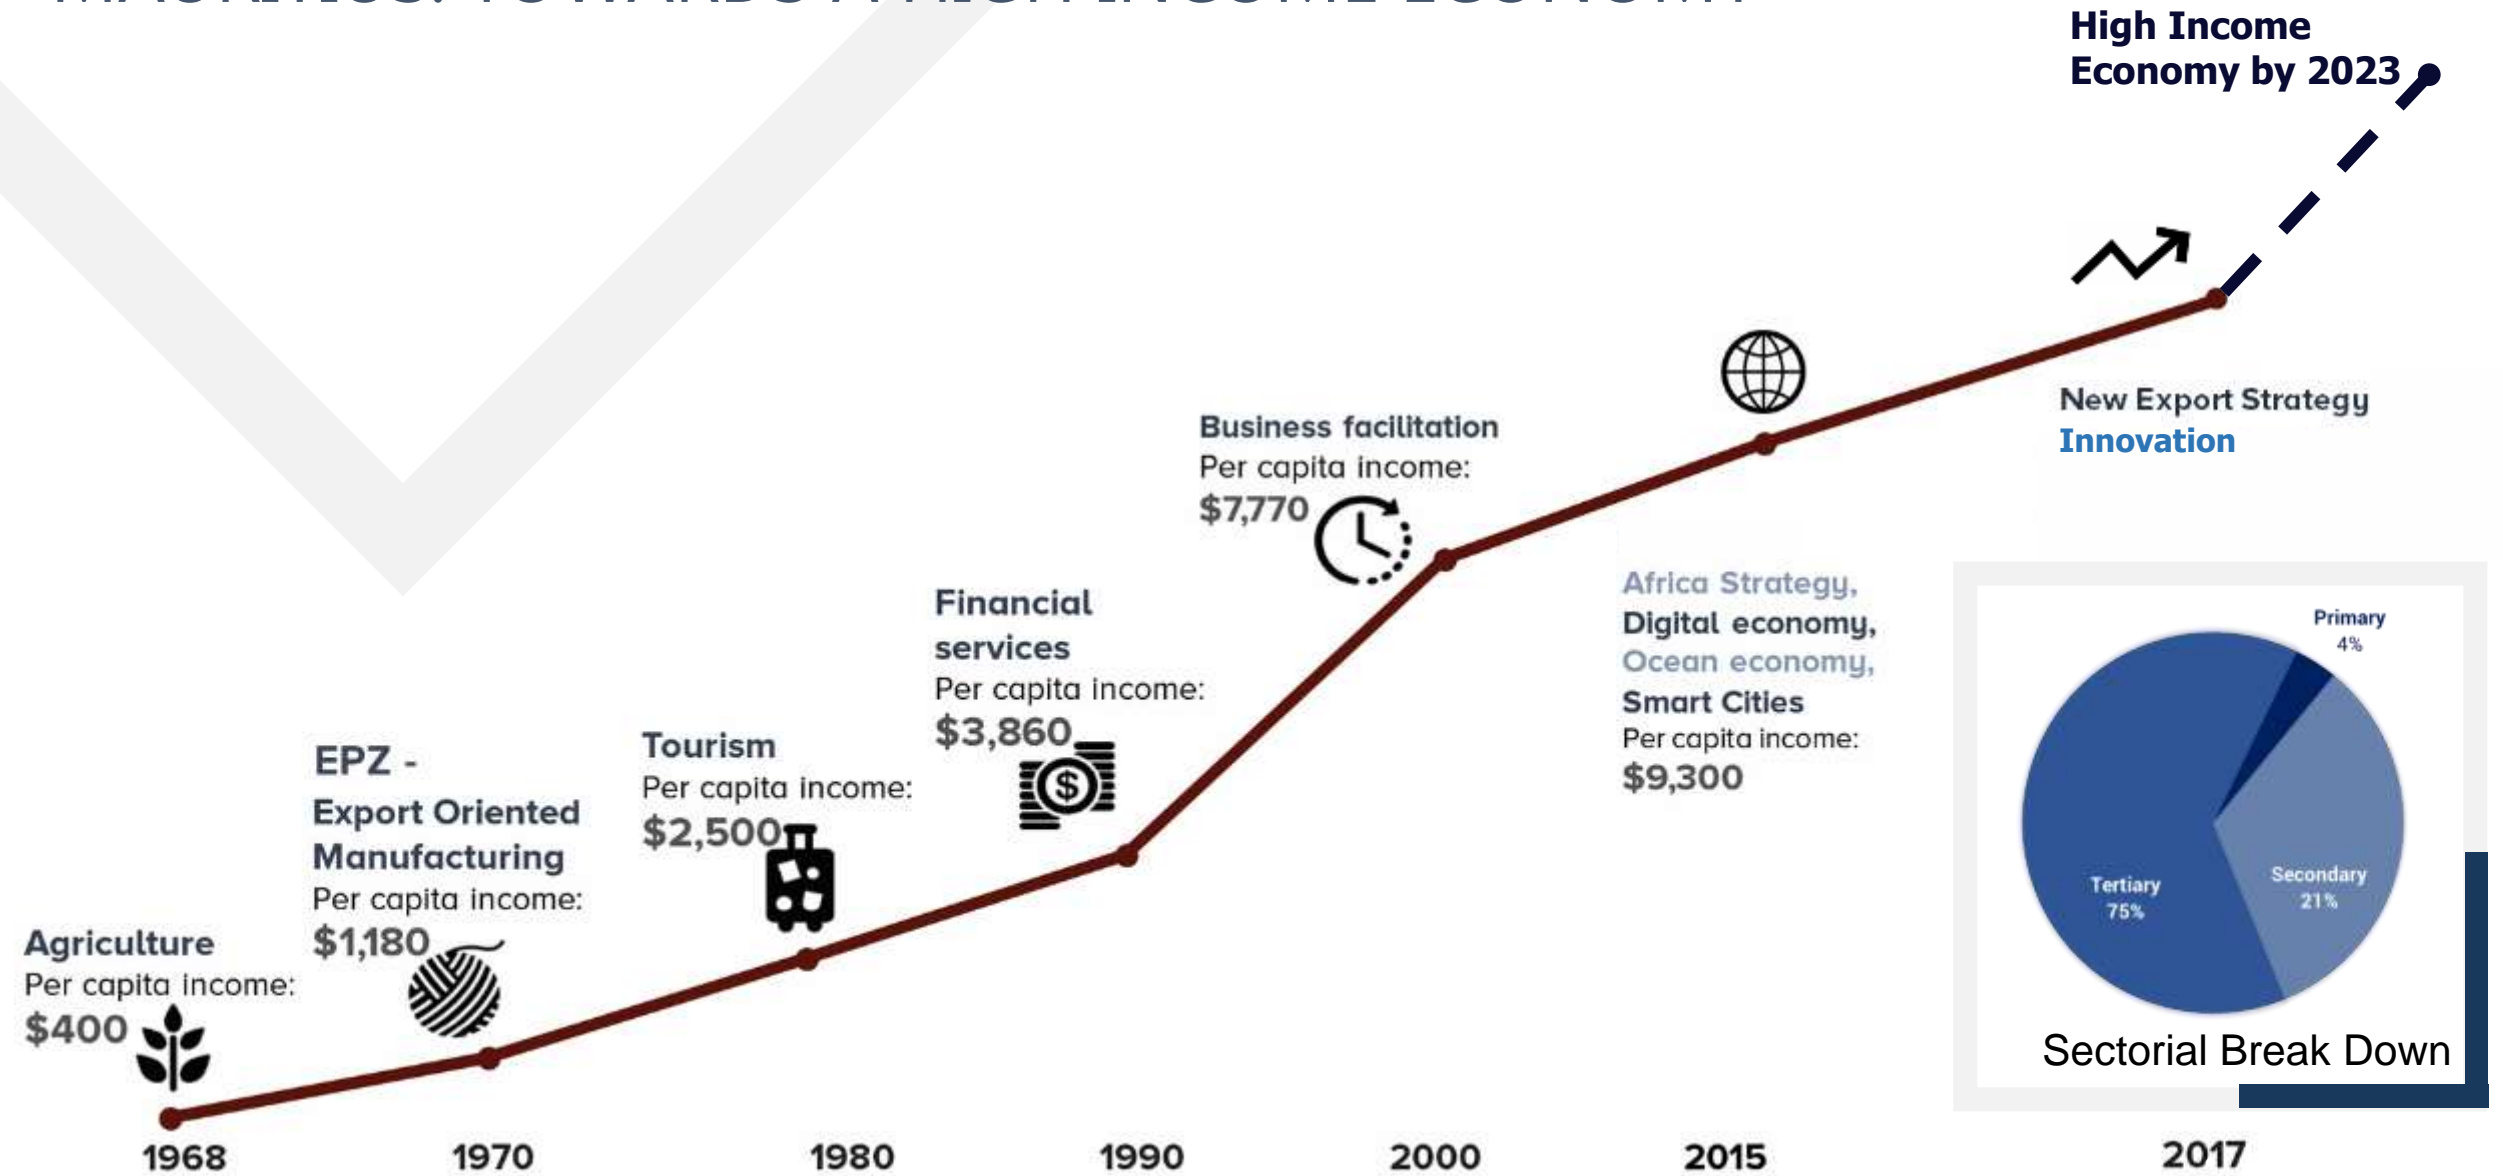 High Income
Economy by 2023
New Export Strategy
Innovation
Business facilitation
Per capita income:
$7,770
Africa Strategy,
Digital economy,
Ocean economy,
Smart Cities
Per capita income:
$9,300
Financial
services
Per capita income:
$3,860
Tourism
Per capita income:
$2,500
EPZ -
Export Oriented
Manufacturing
Per capita income:
$1,180
Agriculture
Per capita income:
$400
Primary
4%
Secondary
21%
Tertiary
75%
Sectorial Break Down
1968 1970 1980 1990 2000 2015 2017